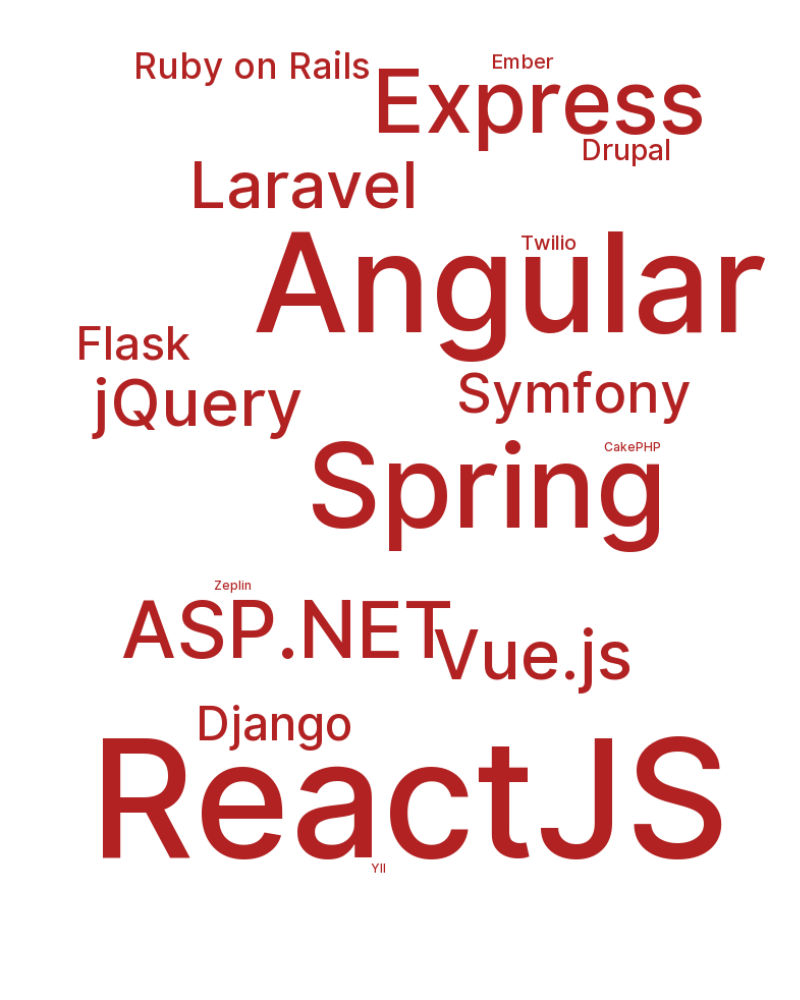 Ruby on Rails
Ember
Express
Drupal
Laravel
Twilio
Angular
Flask
jQuery
Symfony
CakePHP
Spring
Zeplin
ASP.NET
Vue.js
Django
ReactJS
YII